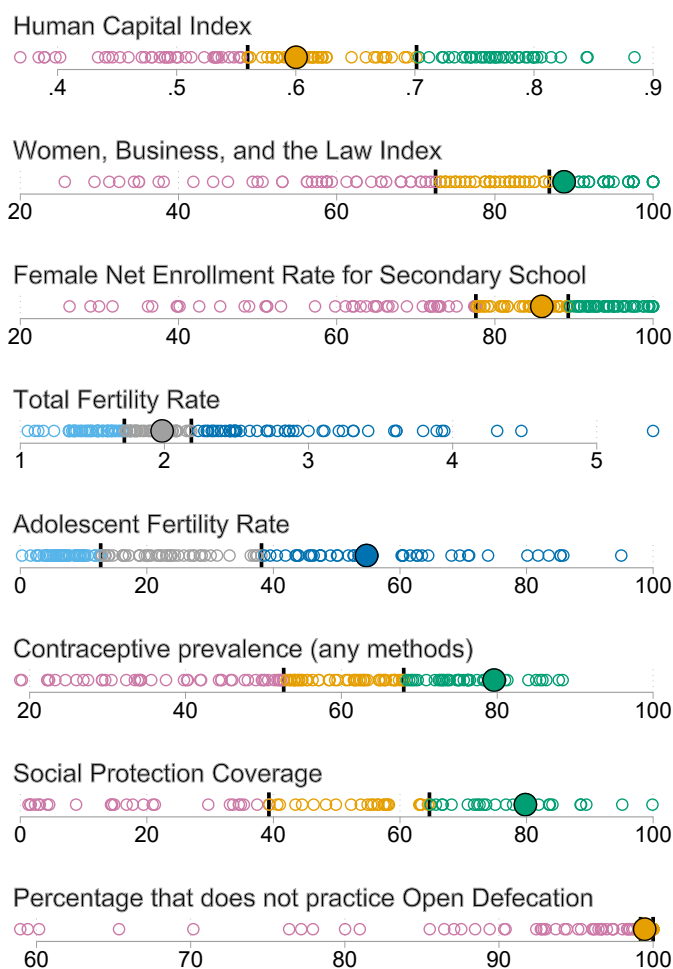 Human Capital Index
.4 .5 .6 .7 .8 .9
Women, Business, and the Law Index
20 40 60 80 100
Female Net Enrollment Rate for Secondary School
20 40 60 80 100
Total Fertility Rate
1 2 3 4 5
Adolescent Fertility Rate
0 20 40 60 80 100
Contraceptive prevalence (any methods)
20 40 60 80 100
Social Protection Coverage
0 20 40 60 80 100
Percentage that does not practice Open Defecation
60 70 80 90 100